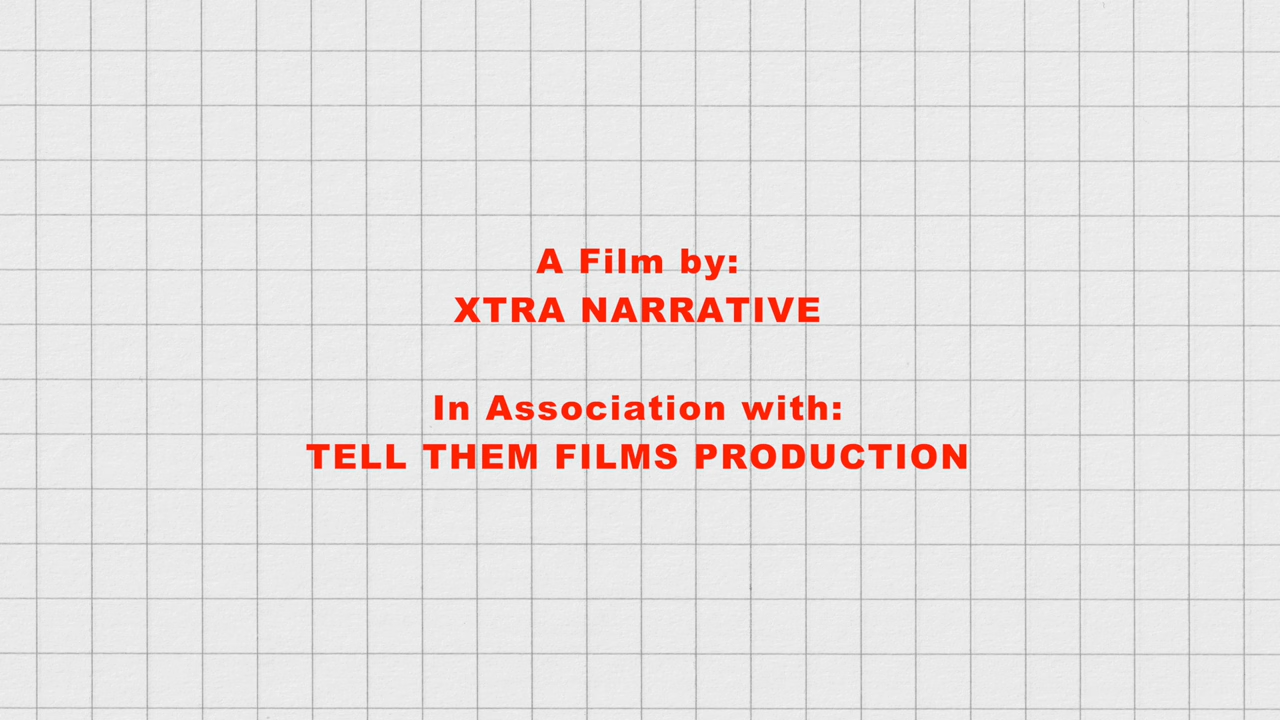 A Film by:
XTRA NARRATIVE
In Association with:
TELL THEM FILMS PRODUCTION